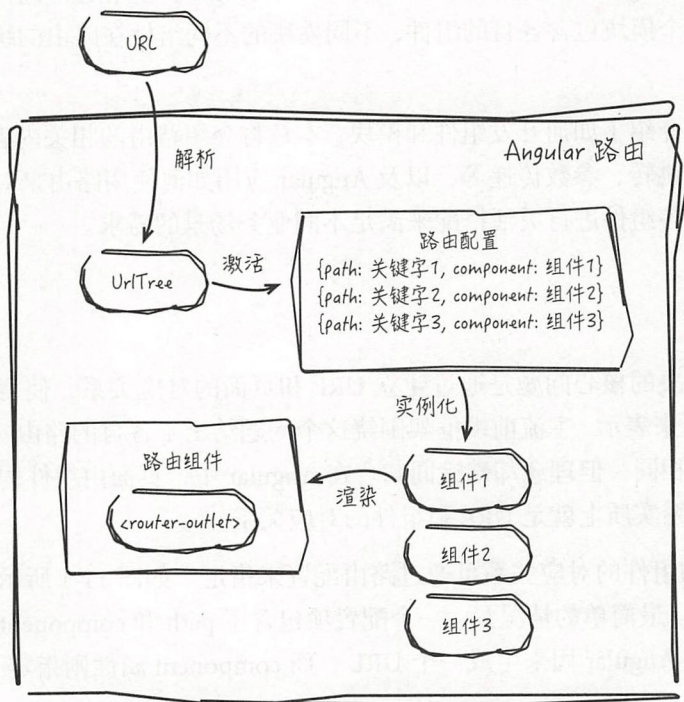 URL
解析
Angular 路由
路由配置
{path: 关键字1, component: 组件1}
{path: 关键字2, component: 组件2}
{path: 关键字3, component: 组件3}
UrlTree
激活
实例化
路由组件
<router-outlet>
渲染
组件1
组件2
组件3